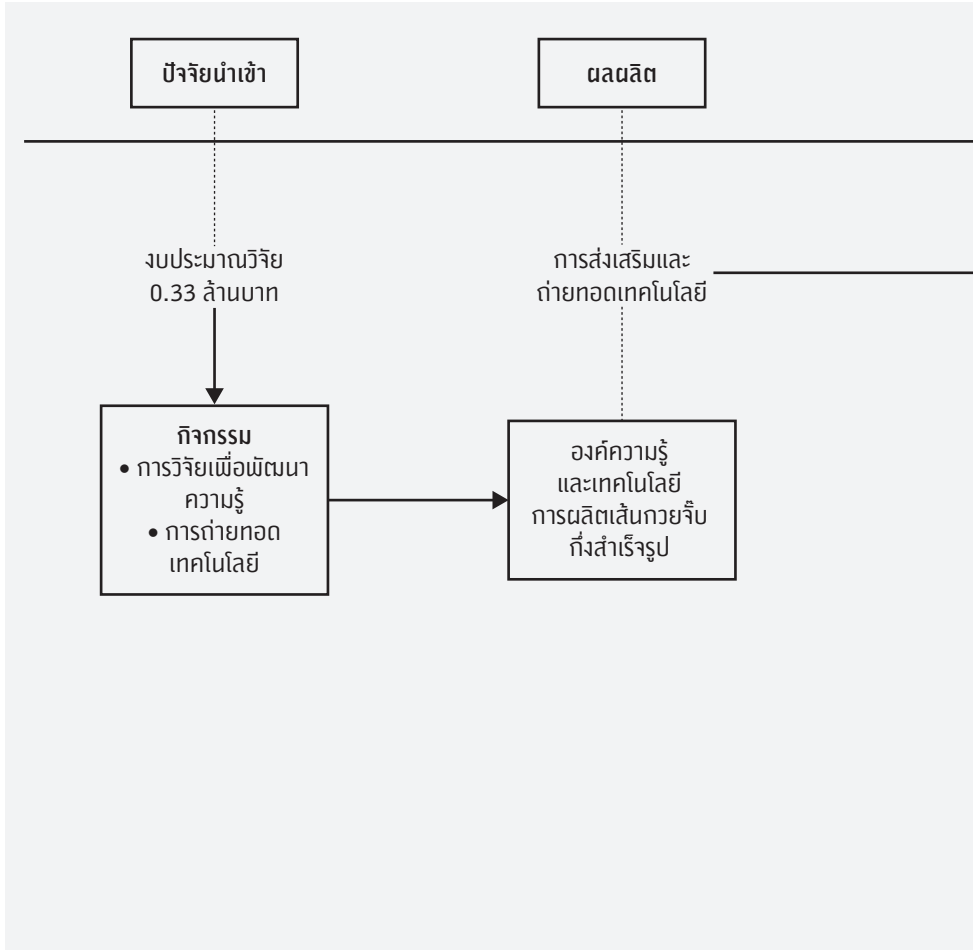 ปัจจัยนำเข้า
ผลผลิต
งบประมาณวิจัย
0.33 ล้านบาท
การส่งเสริมและ
ถ่ายทอดเทคโนโลยี
กิจกรรม
• การวิจัยเพื่อพัฒนา
ความรู้
• การถ่ายทอด
เทคโนโลยี
องค์ความรู้
และเทคโนโลยี
การผลิตเส้นกวยจั๊บ
กึ่งสำเร็จรูป